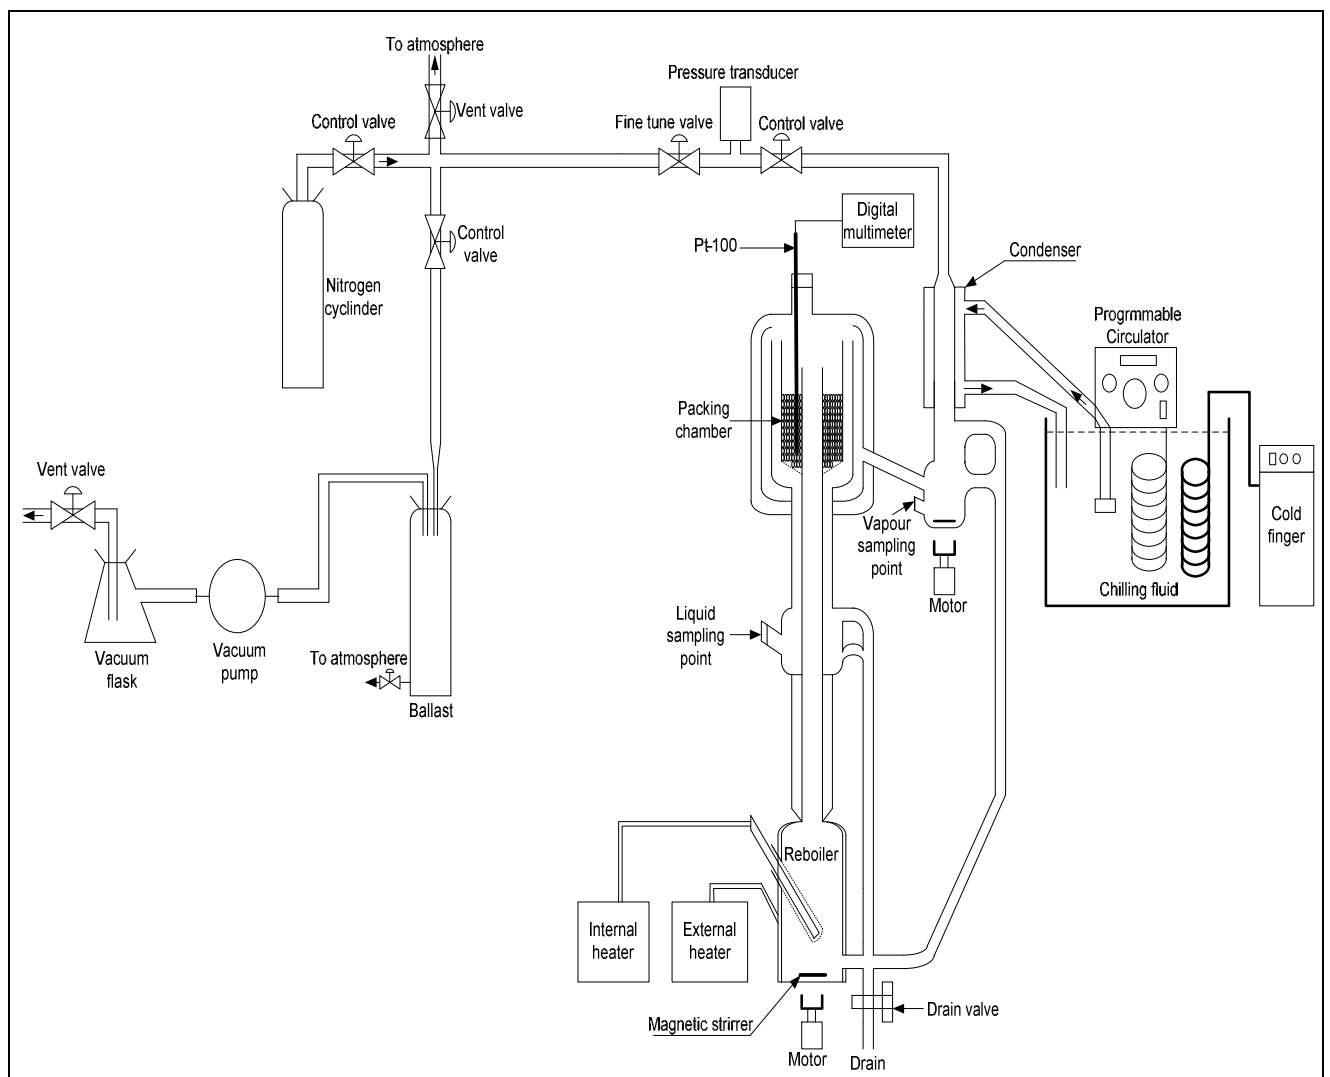 To atmosphere
Pressure transducer
Control valve
Vent valve
Fine tune valve
Control valve
Digital
multimeter
Pt-100
Control
valve
Condenser
Nitrogen
cyclinder
Progrmmable
Circulator
Packing
chamber
Vent valve
Vapour
sampling
point
Cold
finger
Chilling fluid
Motor
Liquid
sampling
point
Vacuum
flask
Vacuum
pump
To atmosphere
Ballast
Reboiler
Internal
heater
External
heater
Magnetic strirrer
Drain valve
Motor
Drain